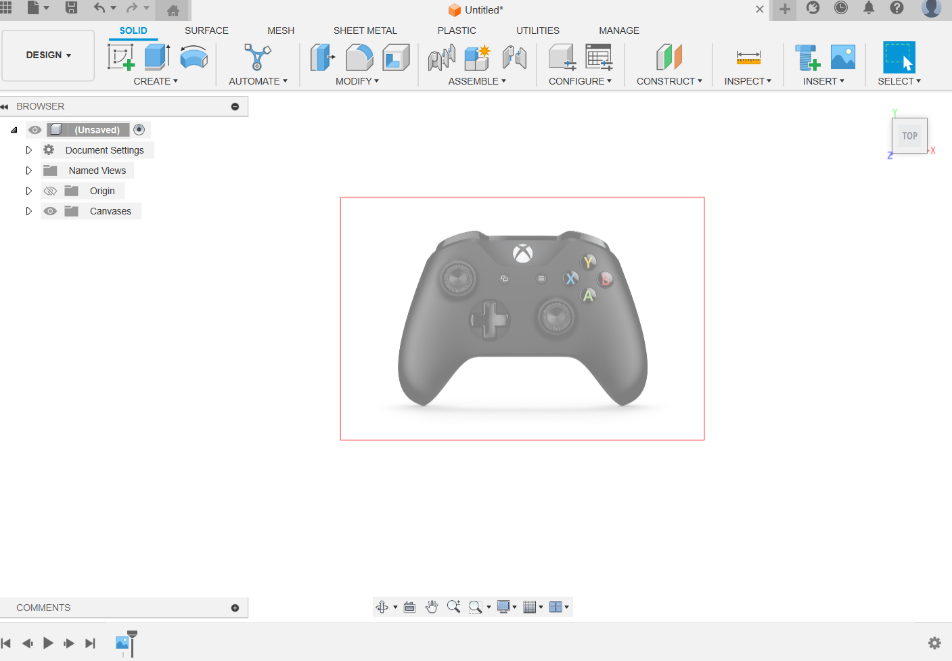 Untitled*
DESIGN
SOLID
SURFACE
MESH
SHEET METAL
PLASTIC
UTILITIES
MANAGE
CREATE
AUTOMATE
MODIFY
ASSEMBLE
CONFIGURE
CONSTRUCT
INSPECT
INSERT
SELECT
BROWSER
(Unsaved)
Document Settings
Named Views
Origin
Canvases
Y
TOP
X
Z
Y
X
B
A
COMMENTS